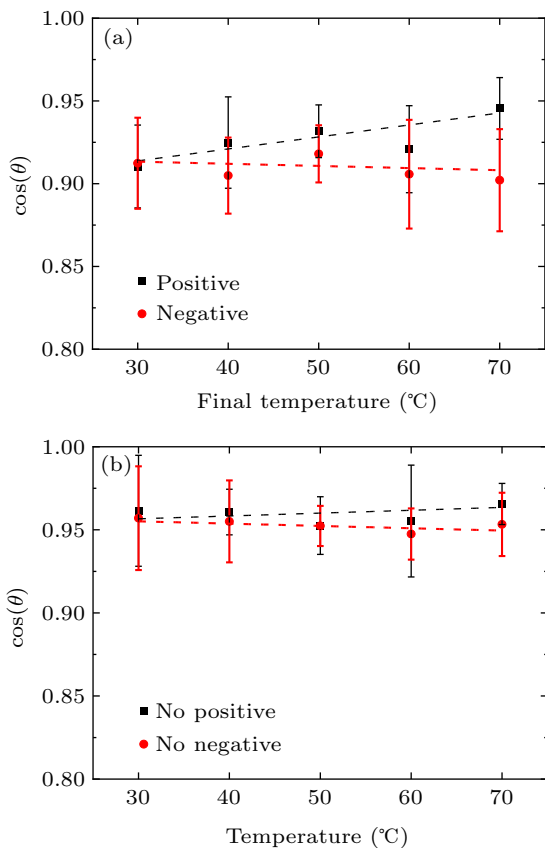 1.00
(a)
0.95
0.90
cos(θ)
0.85
Positive
Negative
0.80
30 40 50 60 70
Final temperature (℃)
1.00
(b)
0.95
0.90
cos(θ)
0.85
No positive
No negative
0.80
30 40 50 60 70
Temperature (℃)